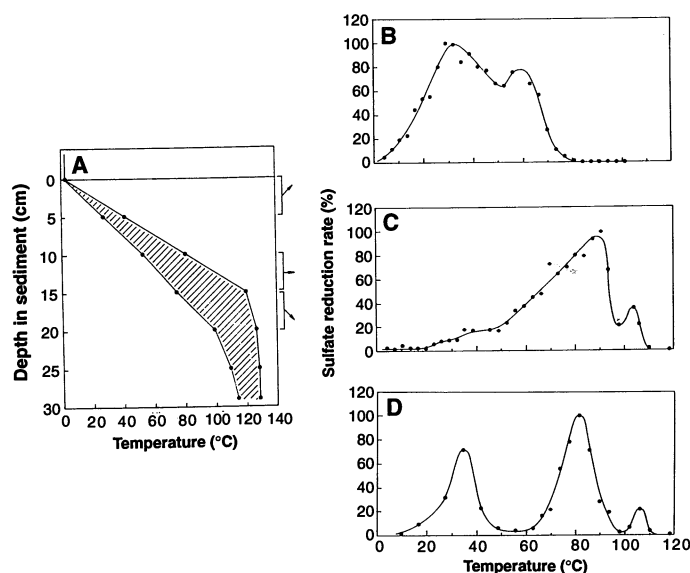 A
Depth in sediment (cm)
0
5
10
15
20
25
30
0 20 40 60 80 100 120 140
Temperature (°C)
Sulfate reduction rate (%)
B
120
100
80
60
40
20
0
C
120
100
80
60
40
20
0
D
120
100
80
60
40
20
0
0 20 40 60 80 100 120
Temperature (°C)